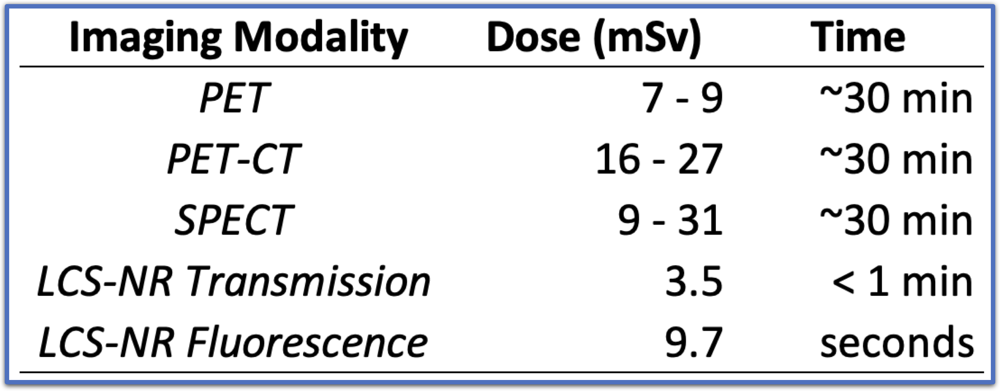 Imaging Modality Dose (mSv) Time
PET 7 - 9 ~30 min
PET-CT 16 - 27 ~30 min
SPECT 9 - 31 ~30 min
LCS-NR Transmission 3.5 < 1 min
LCS-NR Fluorescence 9.7 seconds